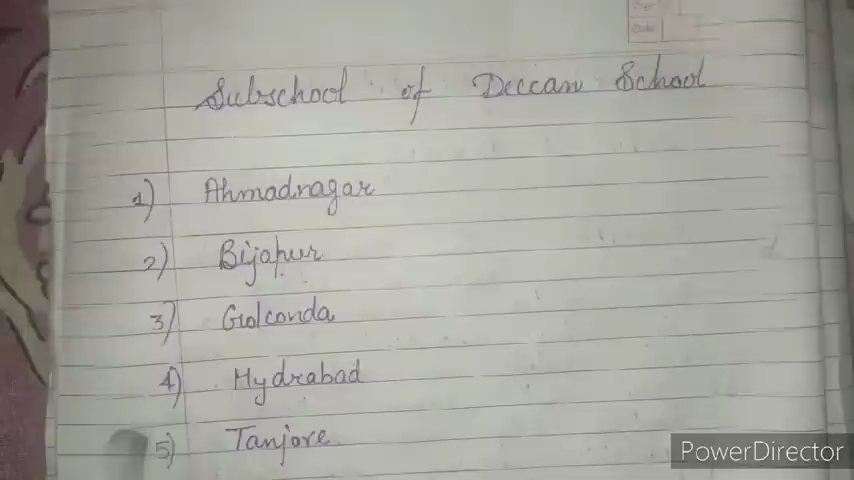 Subschool of Deccan School
1) Ahmadnagar
2) Bijapur
3) Golconda
4) Hydrabad
5) Tanjore
PowerDirector